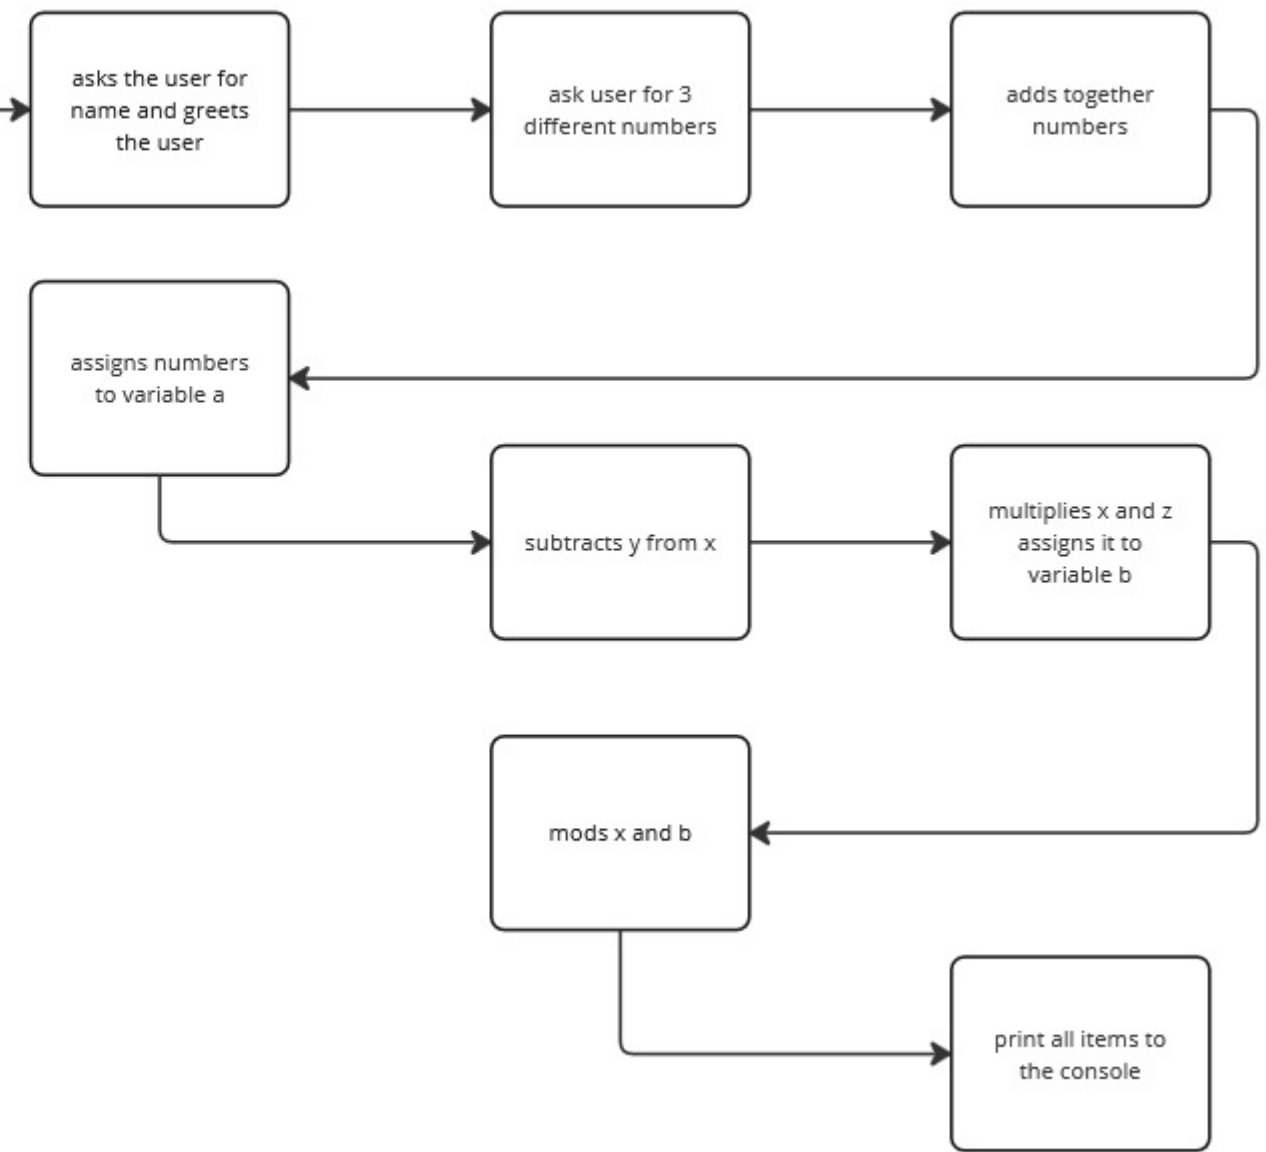 asks the user for
name and greets
the user
ask user for 3
different numbers
adds together
numbers
assigns numbers
to variable a
subtracts y from x
multiplies x and z
assigns it to
variable b
mods x and b
print all items to
the console